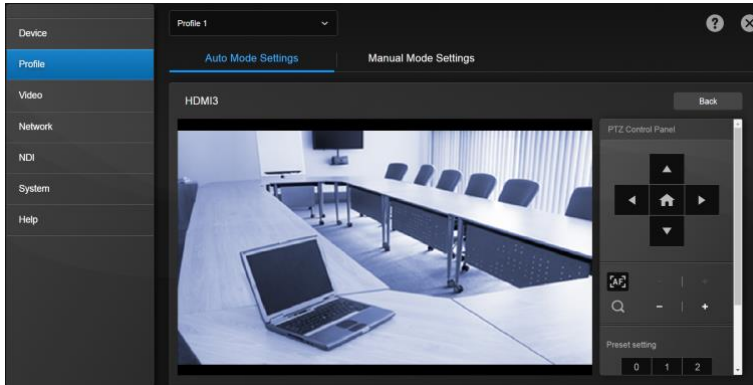 Device
Profile
Video
Network
NDI
System
Help
Profile 1
?
Auto Mode Settings
Manual Mode Settings
HDMI3
Back
PTZ Control Panel
AF
- | +
- | +
Preset setting
0 1 2